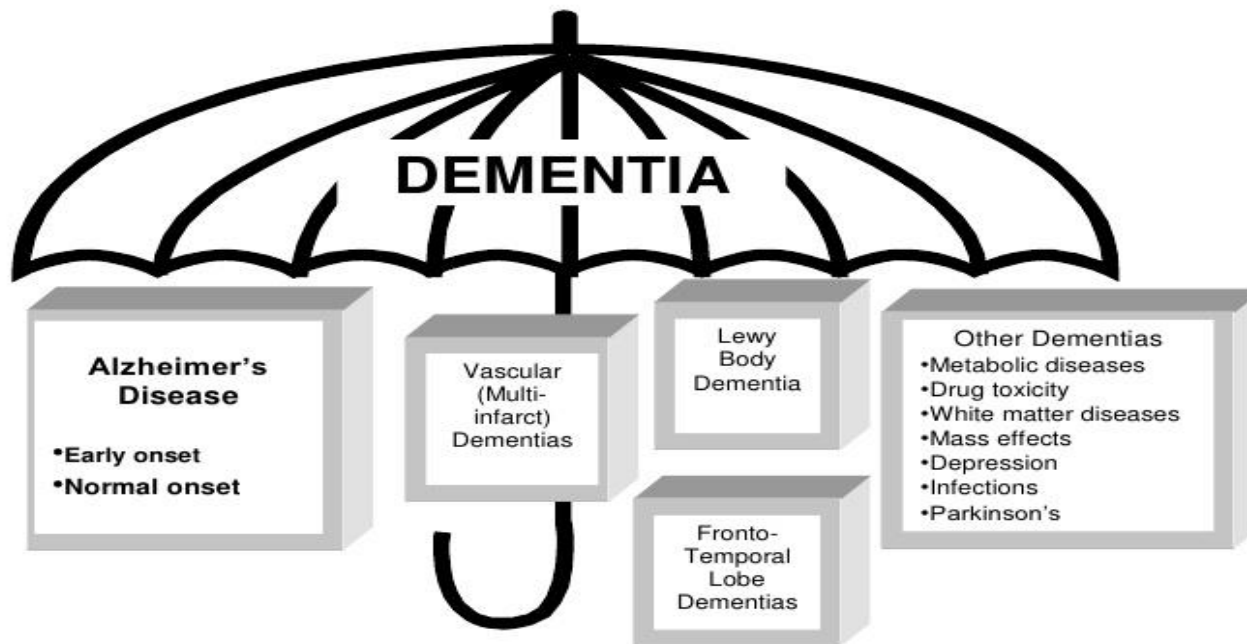 DEMENTIA
Alzheimer’s
Disease
•Early onset
•Normal onset
Vascular
(Multi-
infarct)
Dementias
Lewy
Body
Dementia
Fronto-
Temporal
Lobe
Dementias
Other Dementias
•Metabolic diseases
•Drug toxicity
•White matter diseases
•Mass effects
•Depression
•Infections
•Parkinson’s